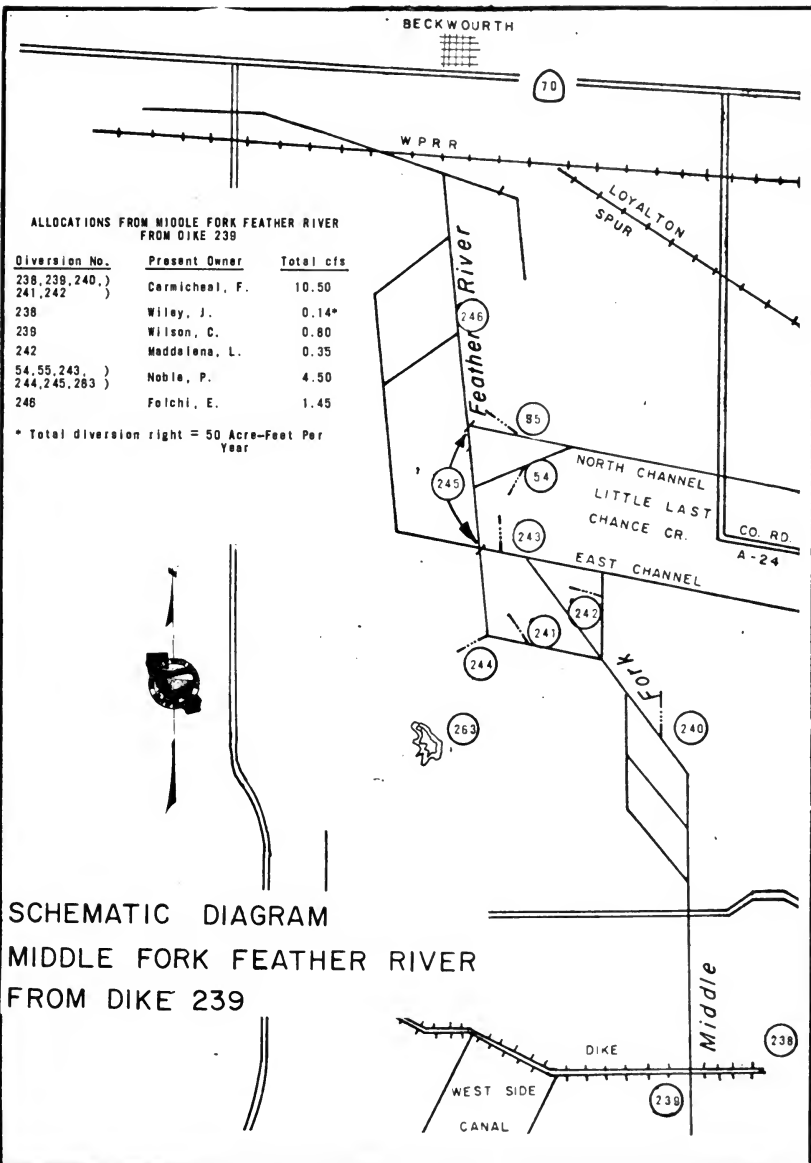 BECKWOURTH
70
WPRR
LOYALTON
SPUR
ALLOCATIONS FROM MIDDLE FORK FEATHER RIVER
FROM DIKE 239
Diversion No. Present Owner Total cfs
238,239,240,)
241,242 ) Carmicheal, F. 10.50
238 Wiley, J. 0.14*
239 Wilson, C. 0.80
242 Maddalena, L. 0.35
54,55,243, )
244,245,263 ) Noble, P. 4.50
246 Folchi, E. 1.45
* Total diversion right = 50 Acre-Feet Per
Year
Feather River
246
85
245
54
NORTH CHANNEL
LITTLE LAST
CHANCE CR.
CO. RD.
A-24
243
EAST CHANNEL
242
241
244
Fork
263
240
SCHEMATIC DIAGRAM
MIDDLE FORK FEATHER RIVER
FROM DIKE 239
Middle
238
DIKE
239
WEST SIDE
CANAL